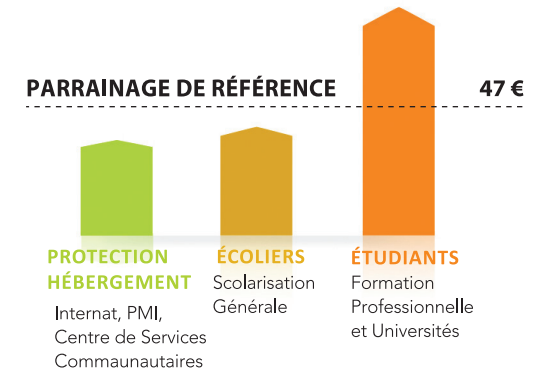 PARRAINAGE DE RÉFÉRENCE 47 €
PROTECTION
HÉBERGEMENT
Internat, PMI,
Centre de Services
Commaunautaires
ÉCOLIERS
Scolarisation
Générale
ÉTUDIANTS
Formation
Professionnelle
et Universités